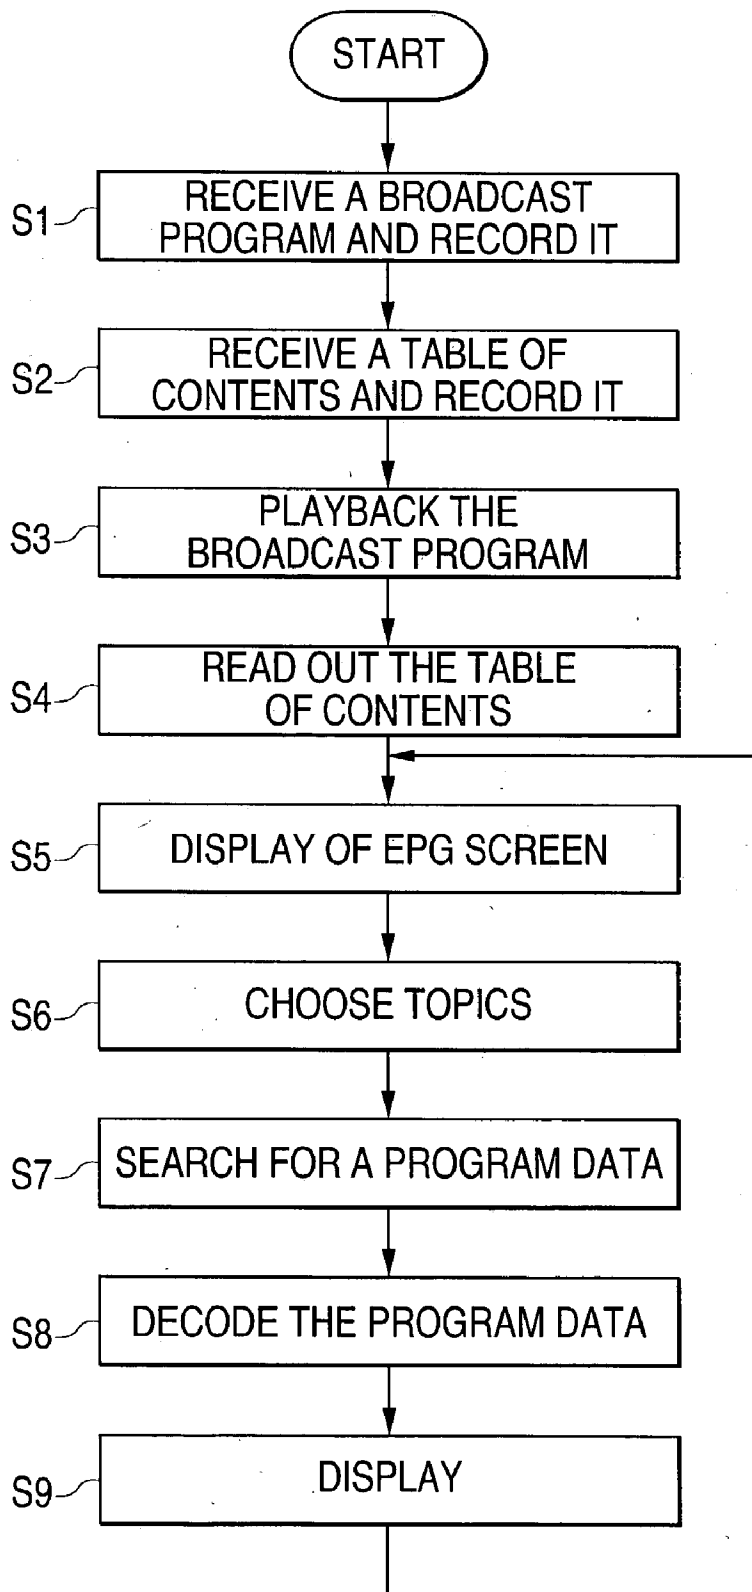 START
S1
RECEIVE A BROADCAST
PROGRAM AND RECORD IT
S2
RECEIVE A TABLE OF
CONTENTS AND RECORD IT
S3
PLAYBACK THE
BROADCAST PROGRAM
S4
READ OUT THE TABLE
OF CONTENTS
S5
DISPLAY OF EPG SCREEN
S6
CHOOSE TOPICS
S7
SEARCH FOR A PROGRAM DATA
S8
DECODE THE PROGRAM DATA
S9
DISPLAY